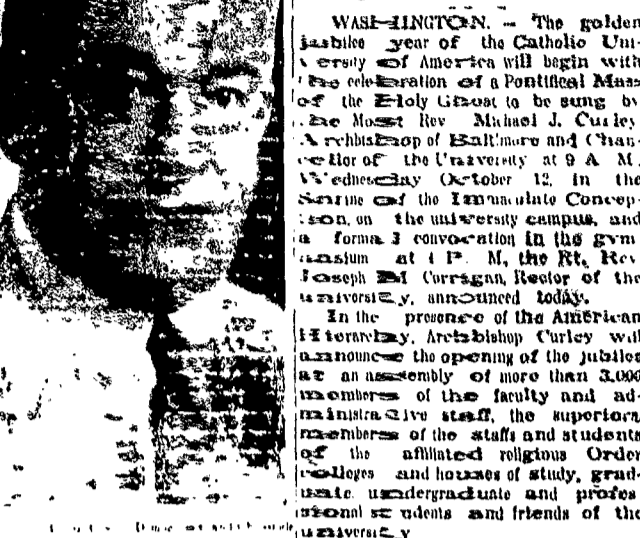 WASHINGTON. — The golden
jubilee year of the Catholic Uni-
versity of America will begin with
the celebration of a Pontifical Mass
of the Holy Ghost to be sung by
the Most Rev Michael J. Curley
Archbishop of Baltimore and Chan-
cellor of the University at 9 A M.
Wednesday October 12, in the
Shrine of the Immaculate Concep-
tion, on the university campus, and
a formal convocation in the gym-
nasium at 4 P. M, the Rt. Rev
Joseph M Corrigan, Rector of the
university, announced today.
In the presence of the American
Hierarchy, Archbishop Curley will
announce the opening of the jubilee
at an assembly of more than 3,000
members of the faculty and ad-
ministrative staff, the superiors
members of the staffs and students
of the affiliated religious Order
colleges and houses of study, grad-
uate undergraduate and profes
sional students and friends of the
university